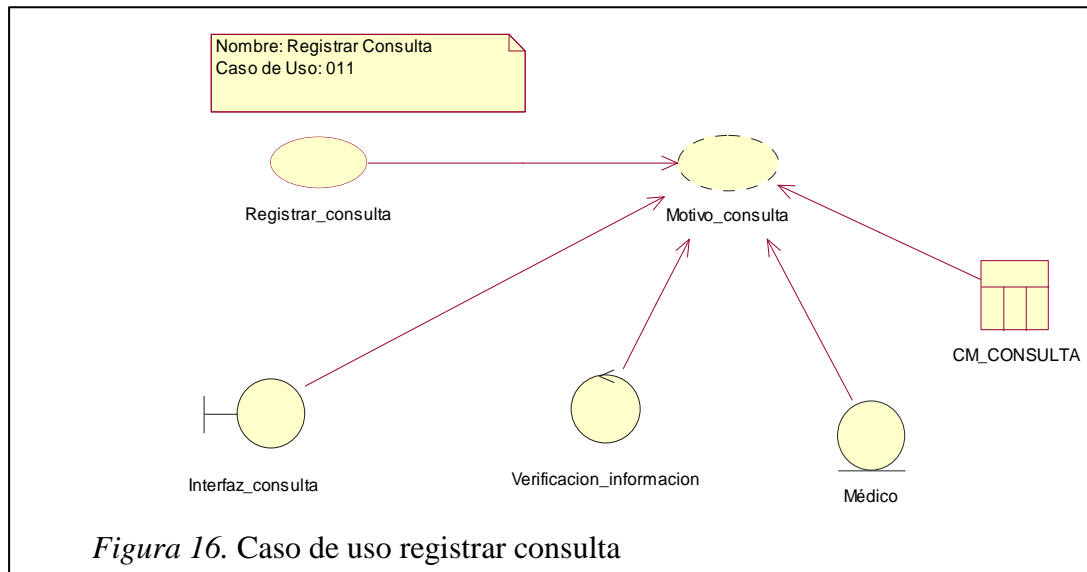 Nombre: Registrar Consulta
Caso de Uso: 011
Registrar_consulta
Motivo_consulta
CM_CONSULTA
Interfaz_consulta
Verificacion_informacion
Médico
Figura 16. Caso de uso registrar consulta